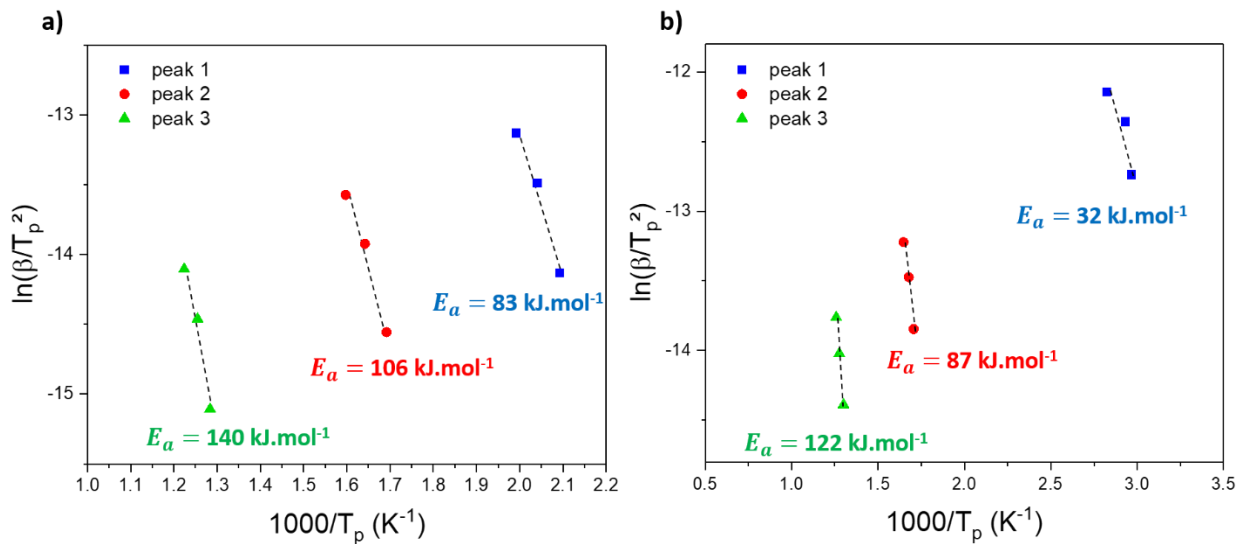 a)
peak 1
peak 2
peak 3
-13
-14
-15
ln(β/Tp²)
Ea = 83 kJ.mol-1
Ea = 106 kJ.mol-1
Ea = 140 kJ.mol-1
1.0 1.1 1.2 1.3 1.4 1.5 1.6 1.7 1.8 1.9 2.0 2.1 2.2
1000/Tp (K-1)
b)
peak 1
peak 2
peak 3
-12
-13
-14
ln(β/Tp²)
Ea = 32 kJ.mol-1
Ea = 87 kJ.mol-1
Ea = 122 kJ.mol-1
0.5 1.0 1.5 2.0 2.5 3.0 3.5
1000/Tp (K-1)